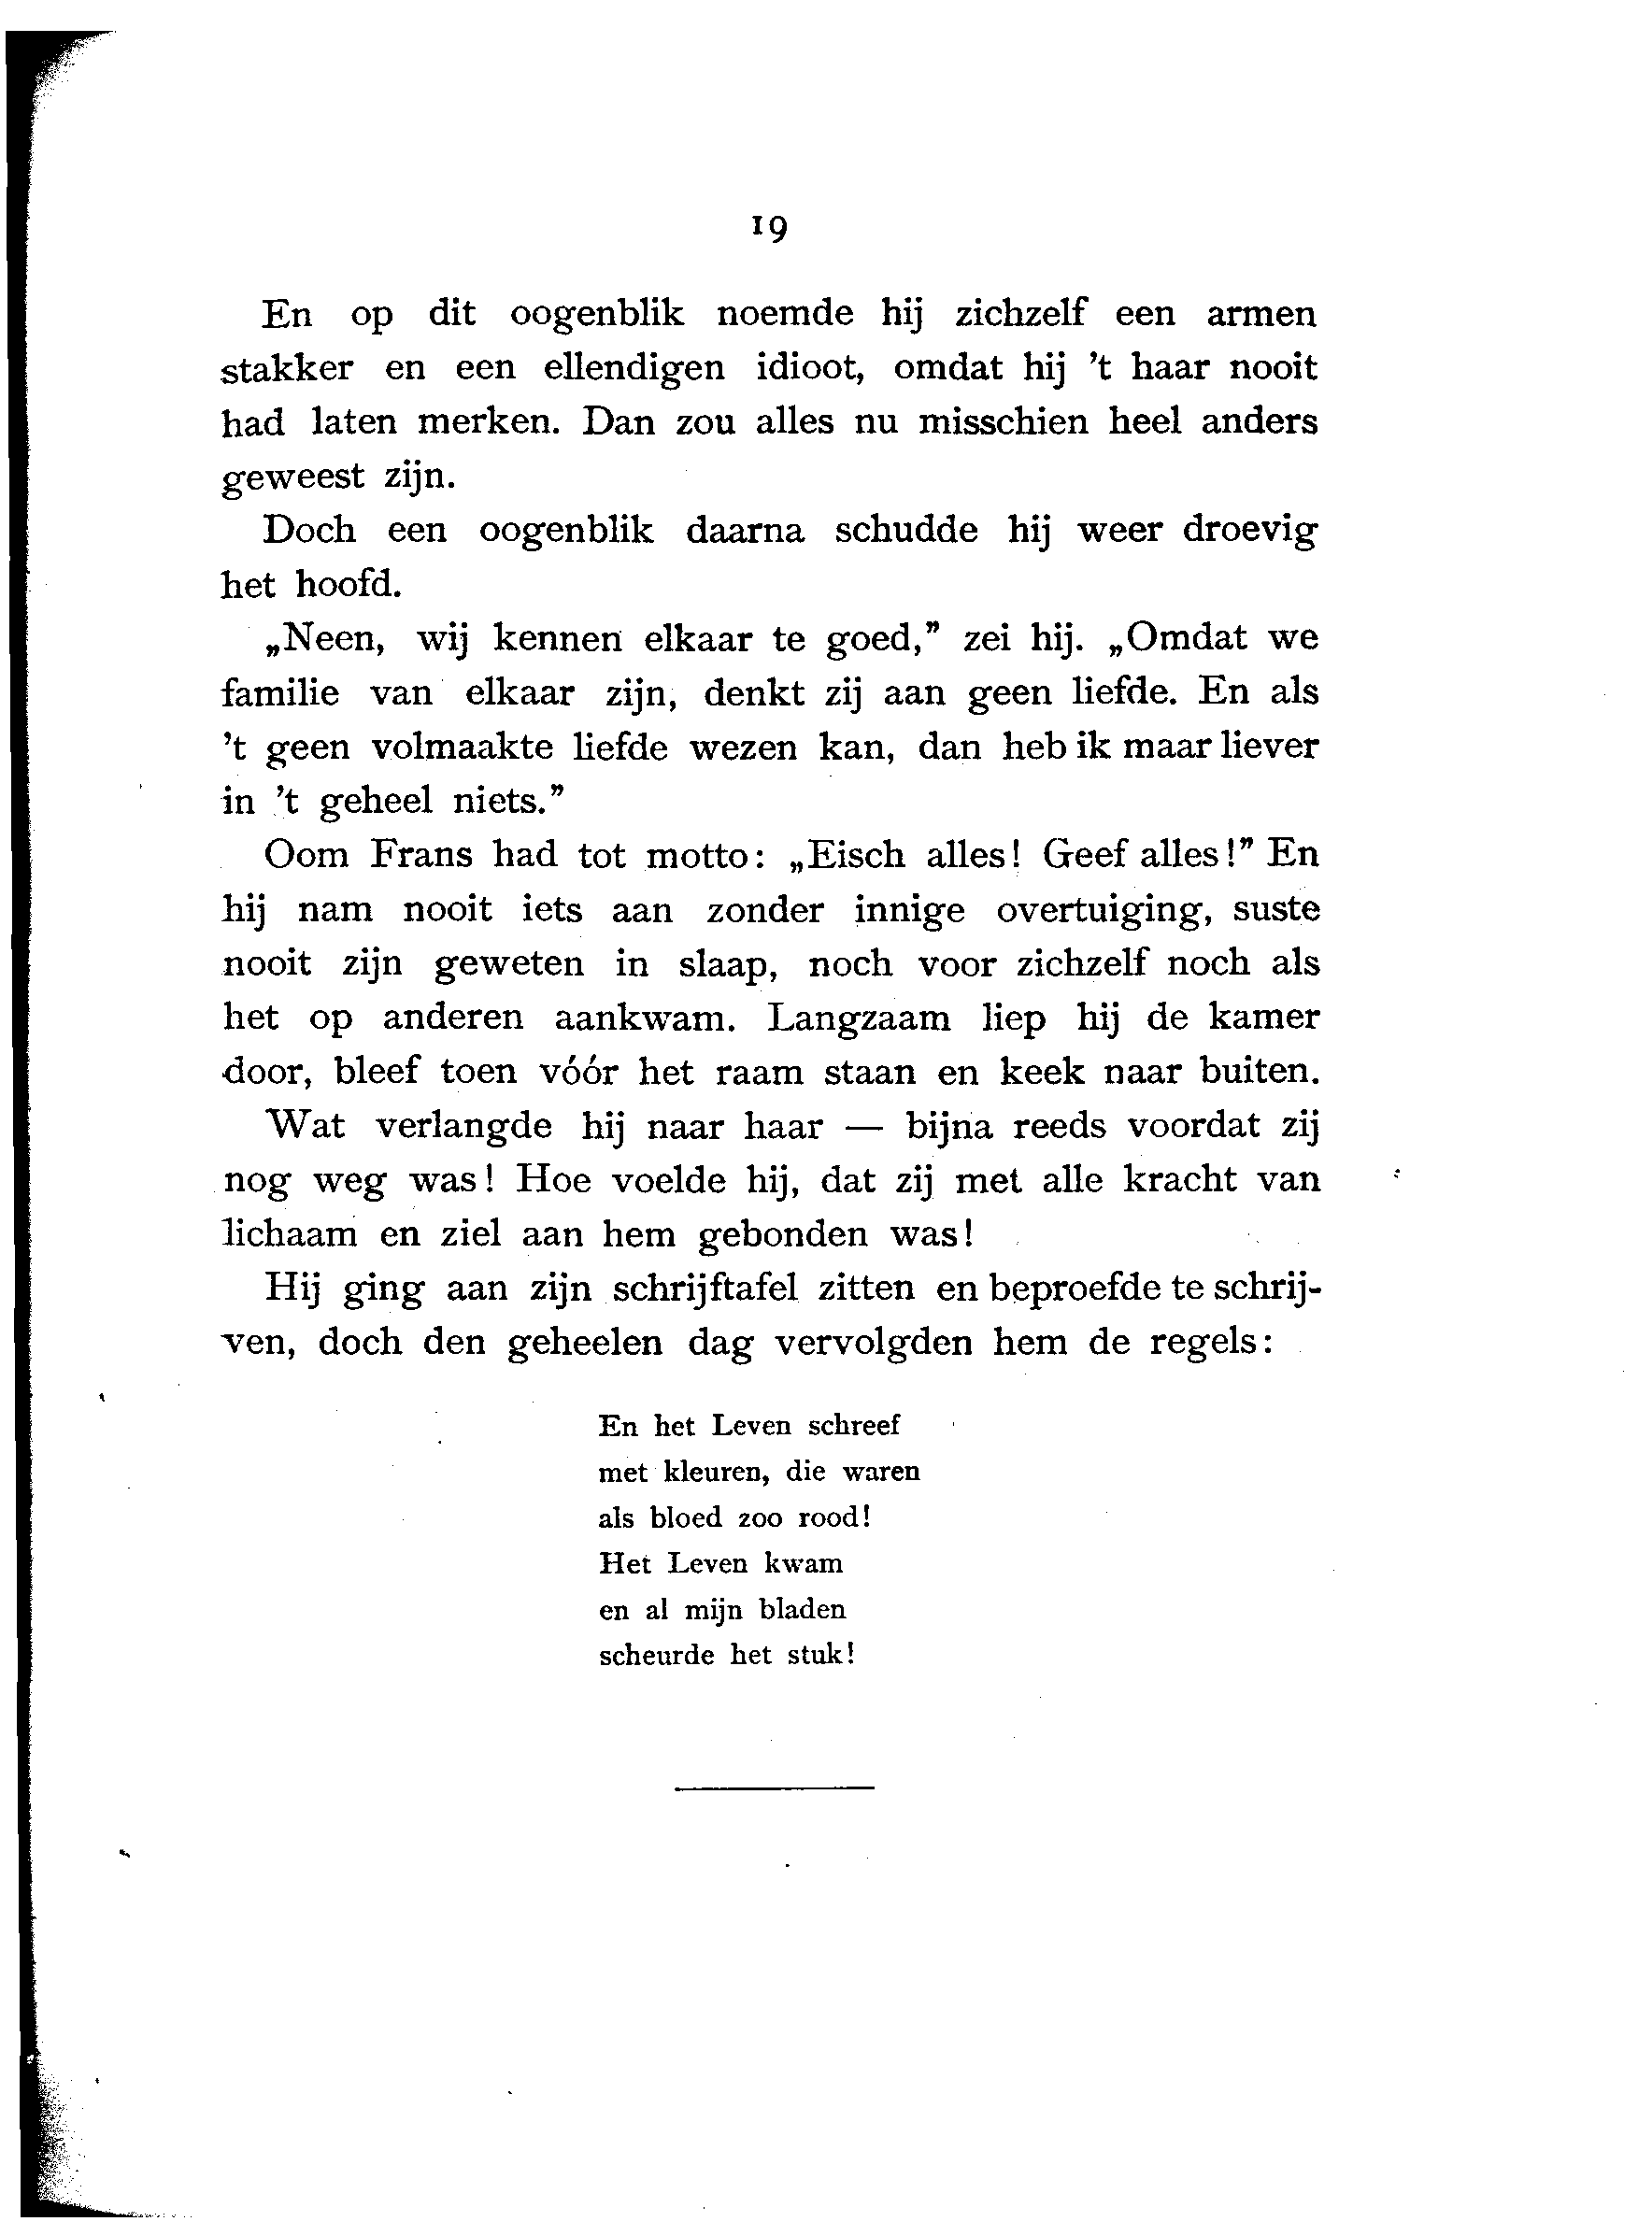 19
En op dit oogenblik noemde hij zichzelf een armen
stakker en een ellendigen idioot, omdat hij 't haar nooit
had laten merken. Dan zou alles nu misschien heel anders
geweest zijn.
Doch een oogenblik daarna schudde hij weer droevig
het hoofd.
„Neen, wij kennen elkaar te goed,” zei hij. „Omdat we
familie van elkaar zijn, denkt zij aan geen liefde. En als
't geen volmaakte liefde wezen kan, dan heb ik maar liever
in 't geheel niets.”
Oom Frans had tot motto: „Eisch alles! Geef alles!” En
hij nam nooit iets aan zonder innige overtuiging, suste
nooit zijn geweten in slaap, noch voor zichzelf noch als
het op anderen aankwam. Langzaam liep hij de kamer
door, bleef toen vóór het raam staan en keek naar buiten.
Wat verlangde hij naar haar — bijna reeds voordat zij
nog weg was! Hoe voelde hij, dat zij met alle kracht van
lichaam en ziel aan hem gebonden was!
Hij ging aan zijn schrijftafel zitten en beproefde te schrij-
ven, doch den geheelen dag vervolgden hem de regels:
En het Leven schreef
met kleuren, die waren
als bloed zoo rood!
Het Leven kwam
en al mijn bladen
scheurde het stuk!